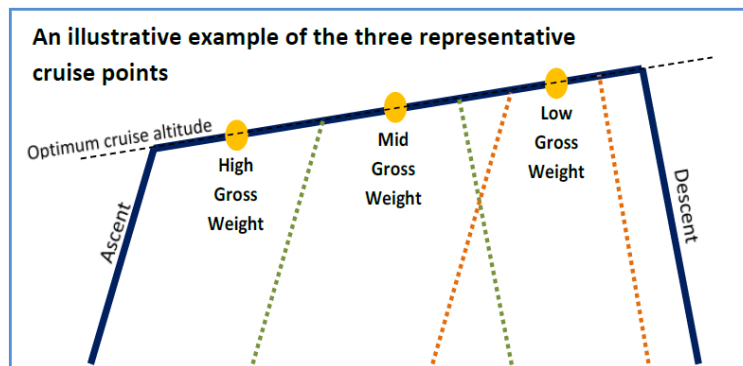 An illustrative example of the three representative
cruise points
Optimum cruise altitude
Ascent
High
Gross
Weight
Mid
Gross
Weight
Low
Gross
Weight
Descent